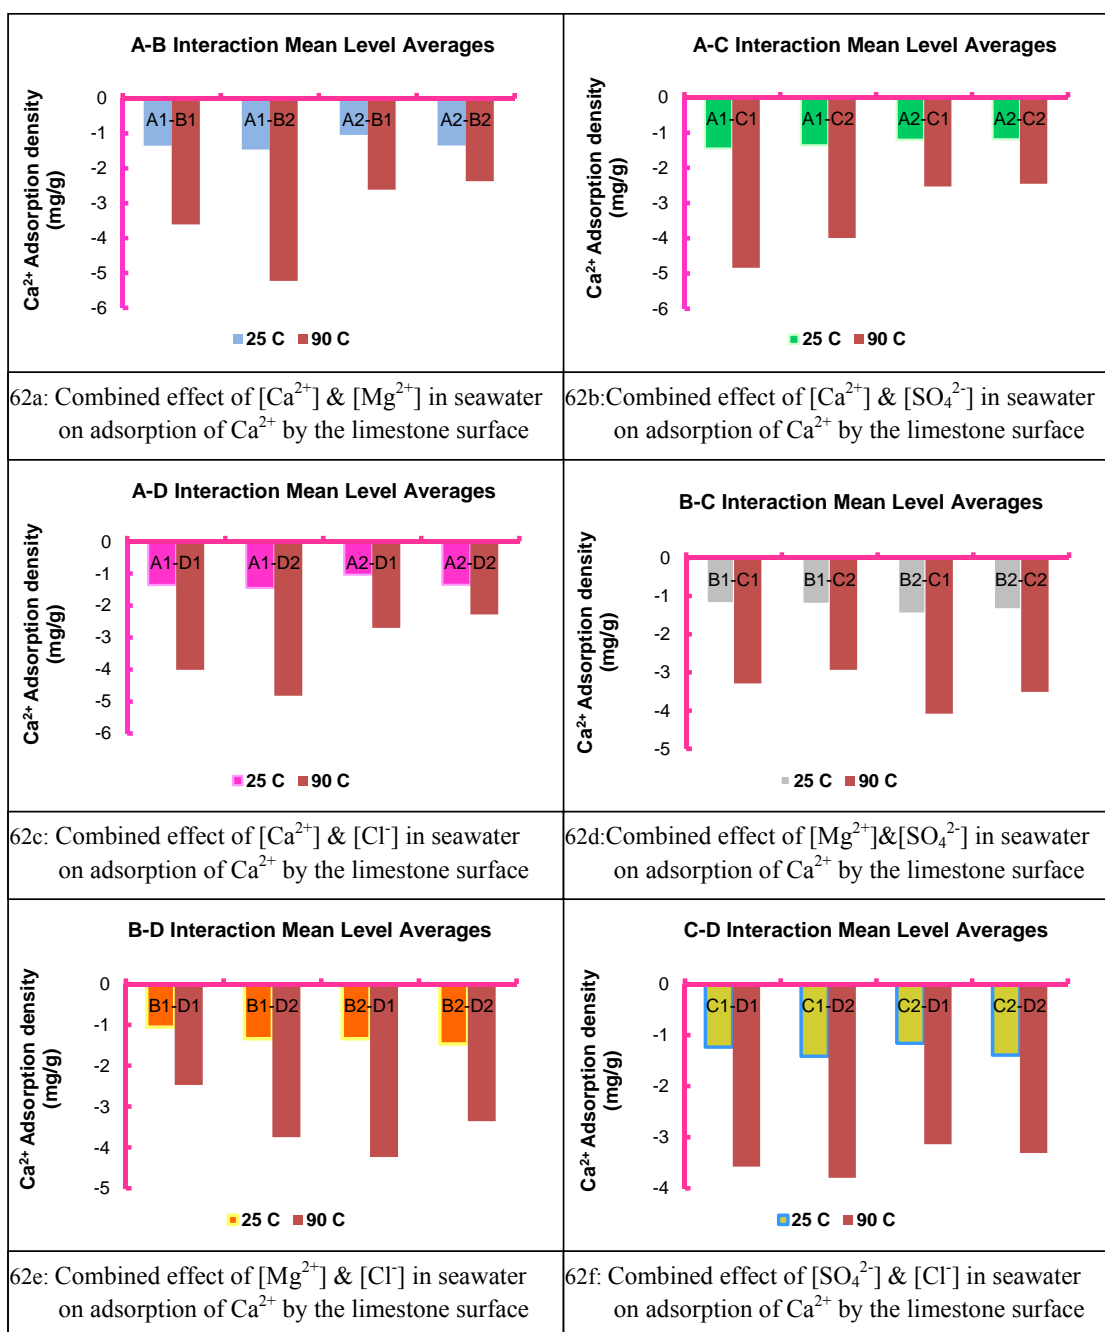 A-B Interaction Mean Level Averages
Ca²⁺ Adsorption density
(mg/g)
0
-1
-2
-3
-4
-5
-6
A1-B1
A1-B2
A2-B1
A2-B2
25 C
90 C
A-C Interaction Mean Level Averages
Ca²⁺ Adsorption density
(mg/g)
0
-1
-2
-3
-4
-5
-6
A1-C1
A1-C2
A2-C1
A2-C2
25 C
90 C
62a: Combined effect of [Ca²⁺] & [Mg²⁺] in seawater
on adsorption of Ca²⁺ by the limestone surface
62b:Combined effect of [Ca²⁺] & [SO₄²⁻] in seawater
on adsorption of Ca²⁺ by the limestone surface
A-D Interaction Mean Level Averages
Ca²⁺ Adsorption density
(mg/g)
0
-1
-2
-3
-4
-5
-6
A1-D1
A1-D2
A2-D1
A2-D2
25 C
90 C
B-C Interaction Mean Level Averages
Ca²⁺ Adsorption density
(mg/g)
0
-1
-2
-3
-4
-5
B1-C1
B1-C2
B2-C1
B2-C2
25 C
90 C
62c: Combined effect of [Ca²⁺] & [Cl⁻] in seawater
on adsorption of Ca²⁺ by the limestone surface
62d:Combined effect of [Mg²⁺]&[SO₄²⁻] in seawater
on adsorption of Ca²⁺ by the limestone surface
B-D Interaction Mean Level Averages
Ca²⁺ Adsorption density
(mg/g)
0
-1
-2
-3
-4
-5
B1-D1
B1-D2
B2-D1
B2-D2
25 C
90 C
C-D Interaction Mean Level Averages
Ca²⁺ Adsorption density
(mg/g)
0
-1
-2
-3
-4
C1-D1
C1-D2
C2-D1
C2-D2
25 C
90 C
62e: Combined effect of [Mg²⁺] & [Cl⁻] in seawater
on adsorption of Ca²⁺ by the limestone surface
62f: Combined effect of [SO₄²⁻] & [Cl⁻] in seawater
on adsorption of Ca²⁺ by the limestone surface